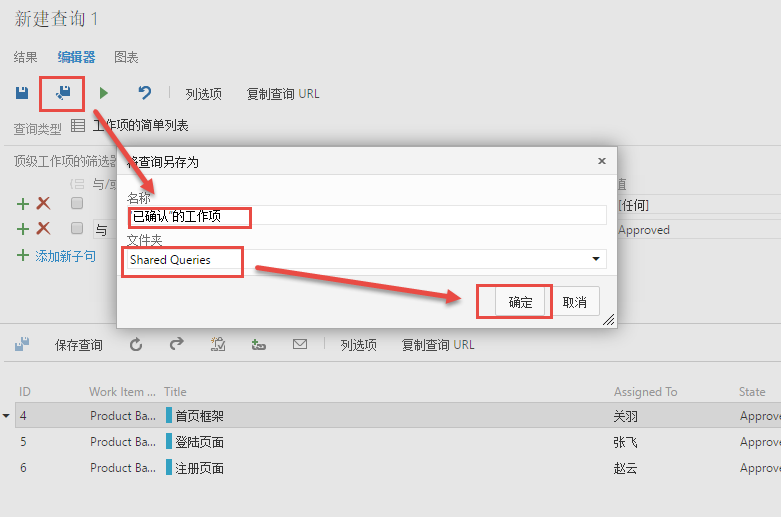 新建查询 1
结果 编辑器 图表
列选项 复制查询 URL
查询类型 工作项的简单列表
顶级工作项的筛选器
与/或 值
[任何]
与 Approved
添加新子句
将查询另存为
名称
"已确认"的工作项
文件夹
Shared Queries
确定 取消
保存查询 列选项 复制查询 URL
ID Work Item ... Title Assigned To State
4 Product Ba... 首页框架 关羽 Approve
5 Product Ba... 登陆页面 张飞 Approve
6 Product Ba... 注册页面 赵云 Approve